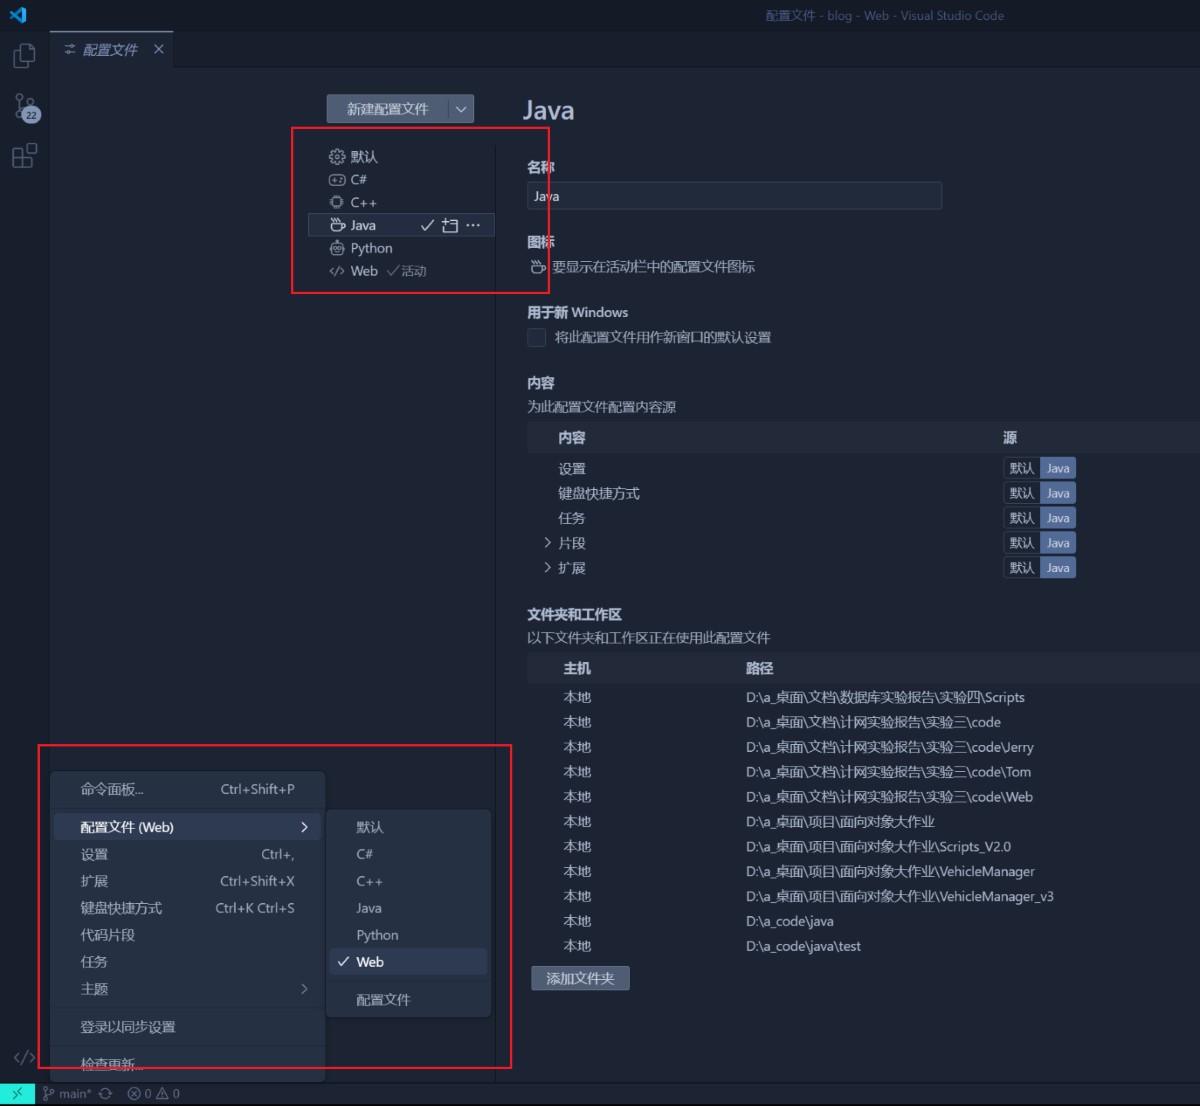 配置文件 - blog - Web - Visual Studio Code
配置文件
22
新建配置文件
默认
C#
C++
Java
Python
Web 活动
Java
名称
Java
图标
要显示在活动栏中的配置文件图标
用于新 Windows
将此配置文件用作新窗口的默认设置
内容
为此配置文件配置内容源
内容 源
设置 默认 Java
键盘快捷方式 默认 Java
任务 默认 Java
片段 默认 Java
扩展 默认 Java
文件夹和工作区
以下文件夹和工作区正在使用此配置文件
主机 路径
本地 D:\a_桌面\文档\数据库实验报告\实验四\Scripts
本地 D:\a_桌面\文档\计网实验报告\实验三\code
本地 D:\a_桌面\文档\计网实验报告\实验三\code\Jerry
本地 D:\a_桌面\文档\计网实验报告\实验三\code\Tom
本地 D:\a_桌面\文档\计网实验报告\实验三\code\Web
本地 D:\a_桌面\项目\面向对象大作业
本地 D:\a_桌面\项目\面向对象大作业\Scripts_V2.0
本地 D:\a_桌面\项目\面向对象大作业\VehicleManager
本地 D:\a_桌面\项目\面向对象大作业\VehicleManager_v3
本地 D:\a_code\java
本地 D:\a_code\java\test
添加文件夹
命令面板... Ctrl+Shift+P
配置文件 (Web)
设置 Ctrl+,
扩展 Ctrl+Shift+X
键盘快捷方式 Ctrl+K Ctrl+S
代码片段
任务
主题
登录以同步设置
检查更新...
默认
C#
C++
Java
Python
Web
配置文件
main* 0 0